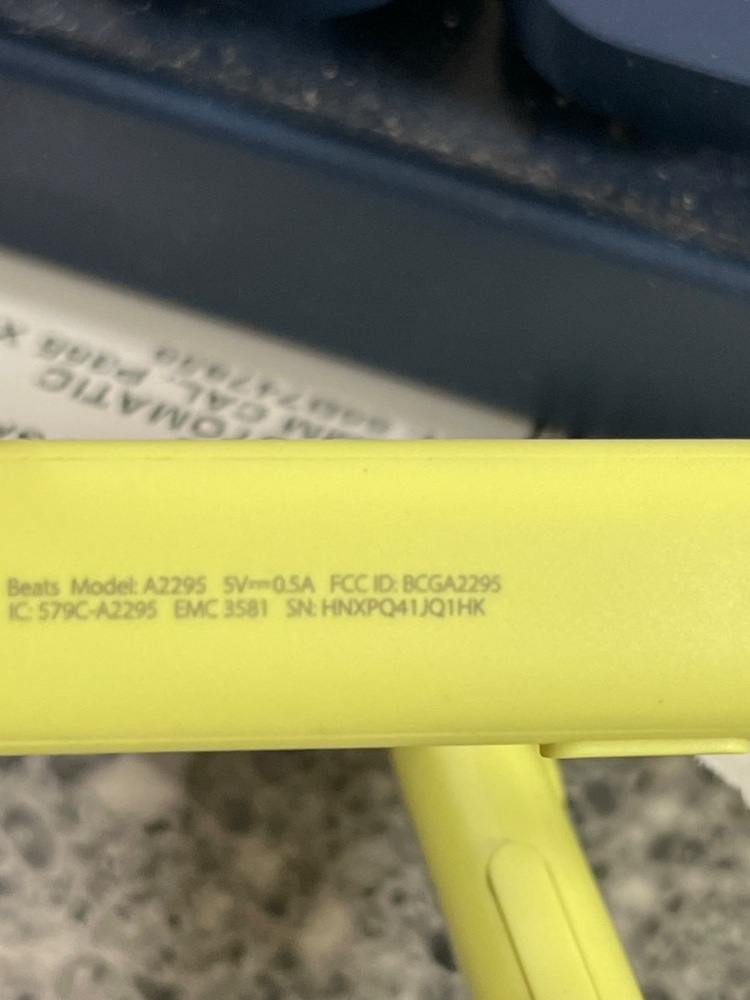 Beats Model: A2295 5V⎓0.5A FCC ID: BCGA2295
IC: 579C-A2295 EMC 3581 SN: HNXPQ41JQ1HK